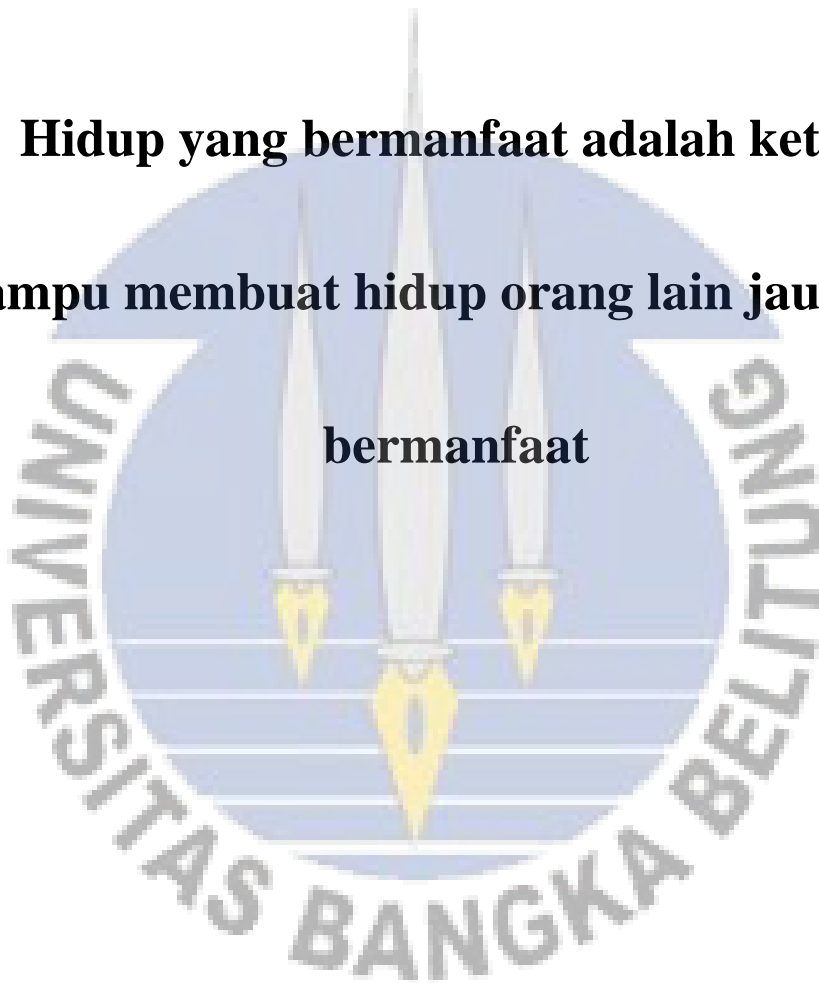 Hidup yang bermanfaat adalah ket
ampu membuat hidup orang lain jau
bermanfaat
UNIVERSITAS BANGKA BELITUNG